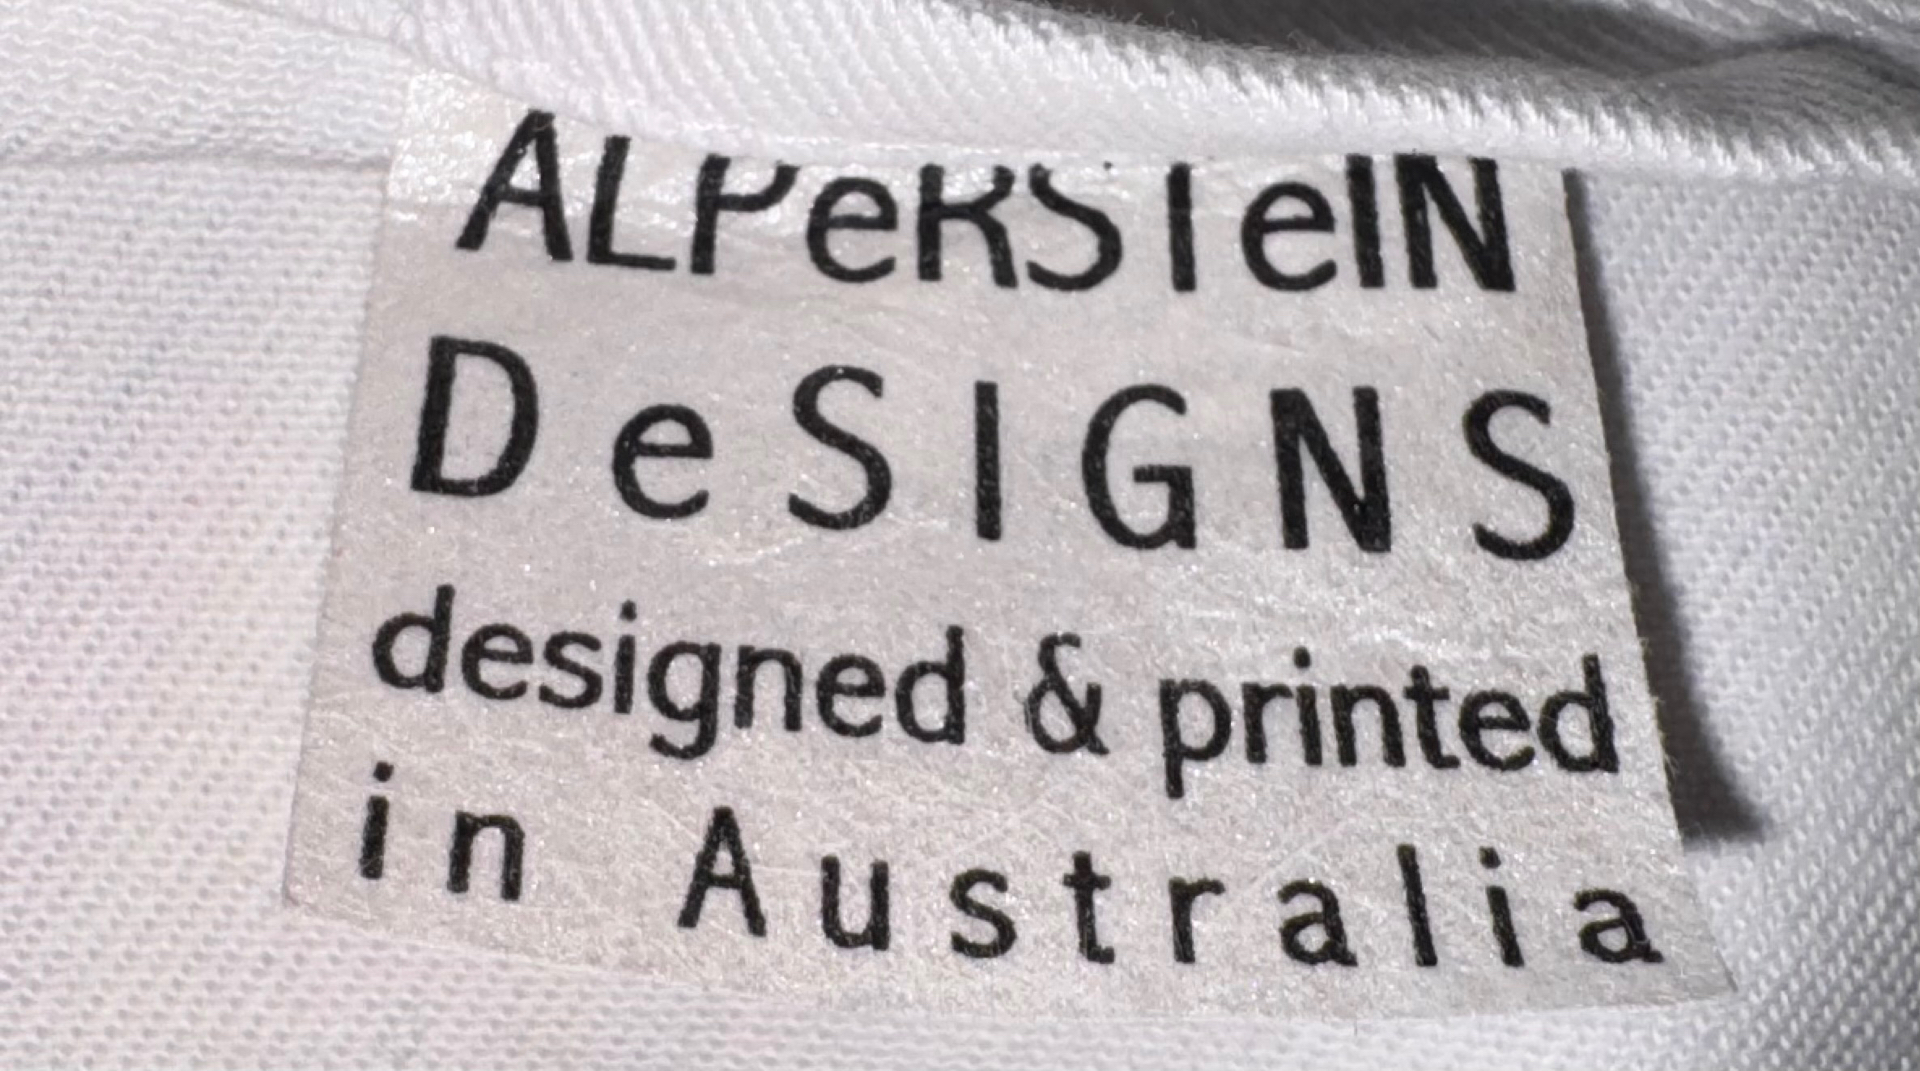 ALPeRSTeIN
DeSIGNS
designed & printed
in Australia